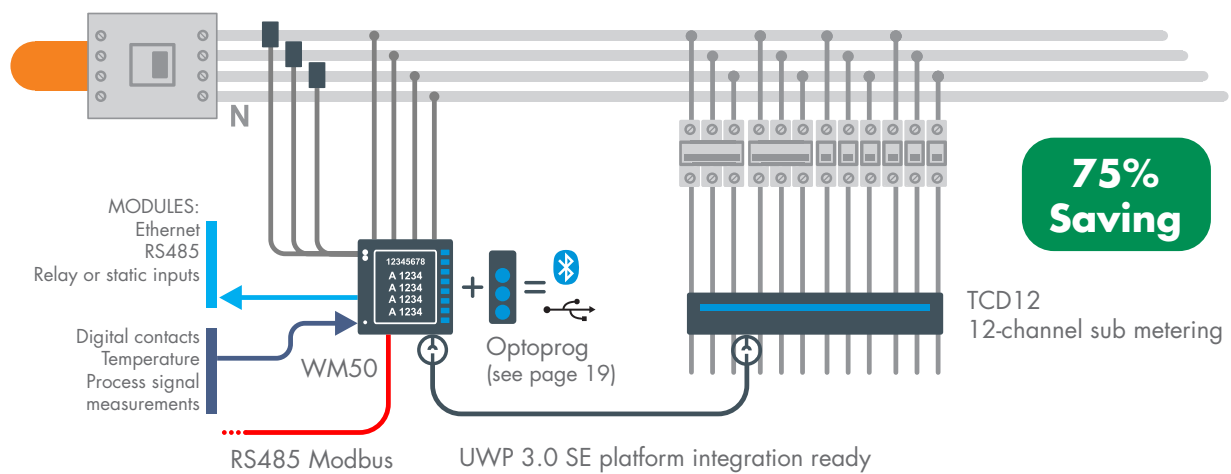 N
75%
Saving
MODULES:
Ethernet
RS485
Relay or static inputs
12345678
A 1234
A 1234
A 1234
A 1234
+
=
Digital contacts
Temperature
Process signal
measurements
WM50
Optoprog
(see page 19)
TCD12
12-channel sub metering
RS485 Modbus
UWP 3.0 SE platform integration ready